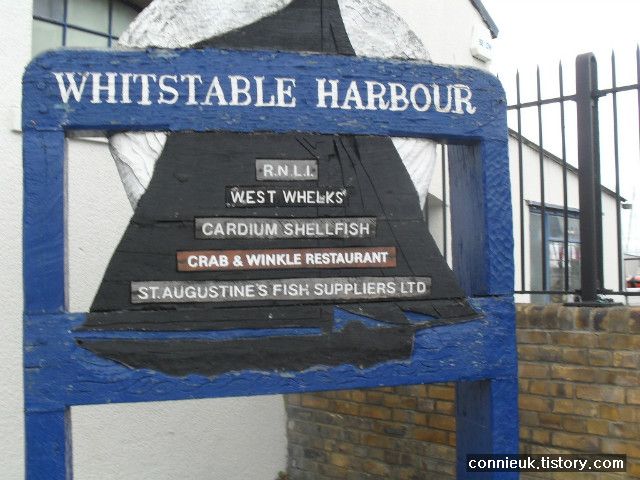 WHITSTABLE HARBOUR
R.N.L.I.
WEST WHELKS
CARDIUM SHELLFISH
CRAB & WINKLE RESTAURANT
ST.AUGUSTINE'S FISH SUPPLIERS LTD
connieuk.tistory.com